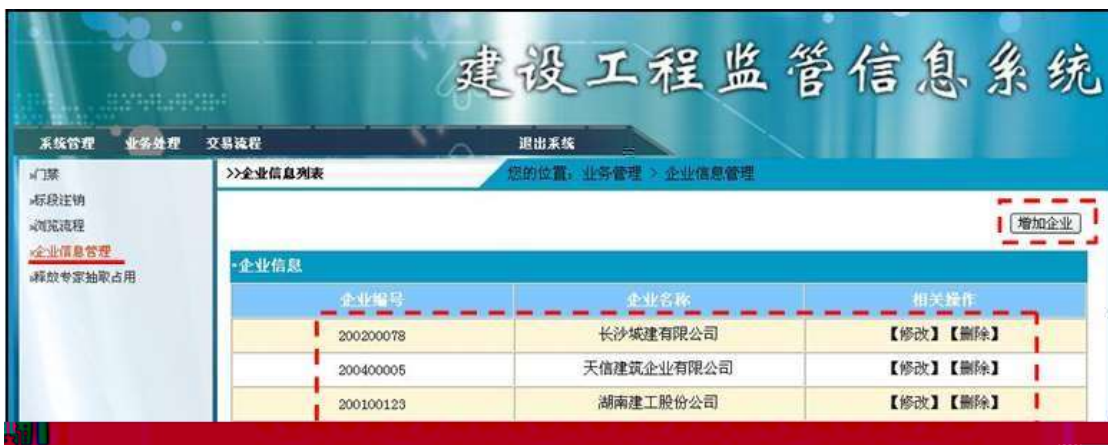 建设工程监管信息系统
系统管理 业务处理 交易流程 退出系统
»门禁
»标段注销
»浏览流程
»企业信息管理
»释放专家抽取占用
>>企业信息列表 您的位置：业务管理 > 企业信息管理
增加企业
·企业信息
企业编号 企业名称 相关操作
200200078 长沙城建有限公司 【修改】【删除】
200400005 天信建筑企业有限公司 【修改】【删除】
200100123 湖南建工股份公司 【修改】【删除】